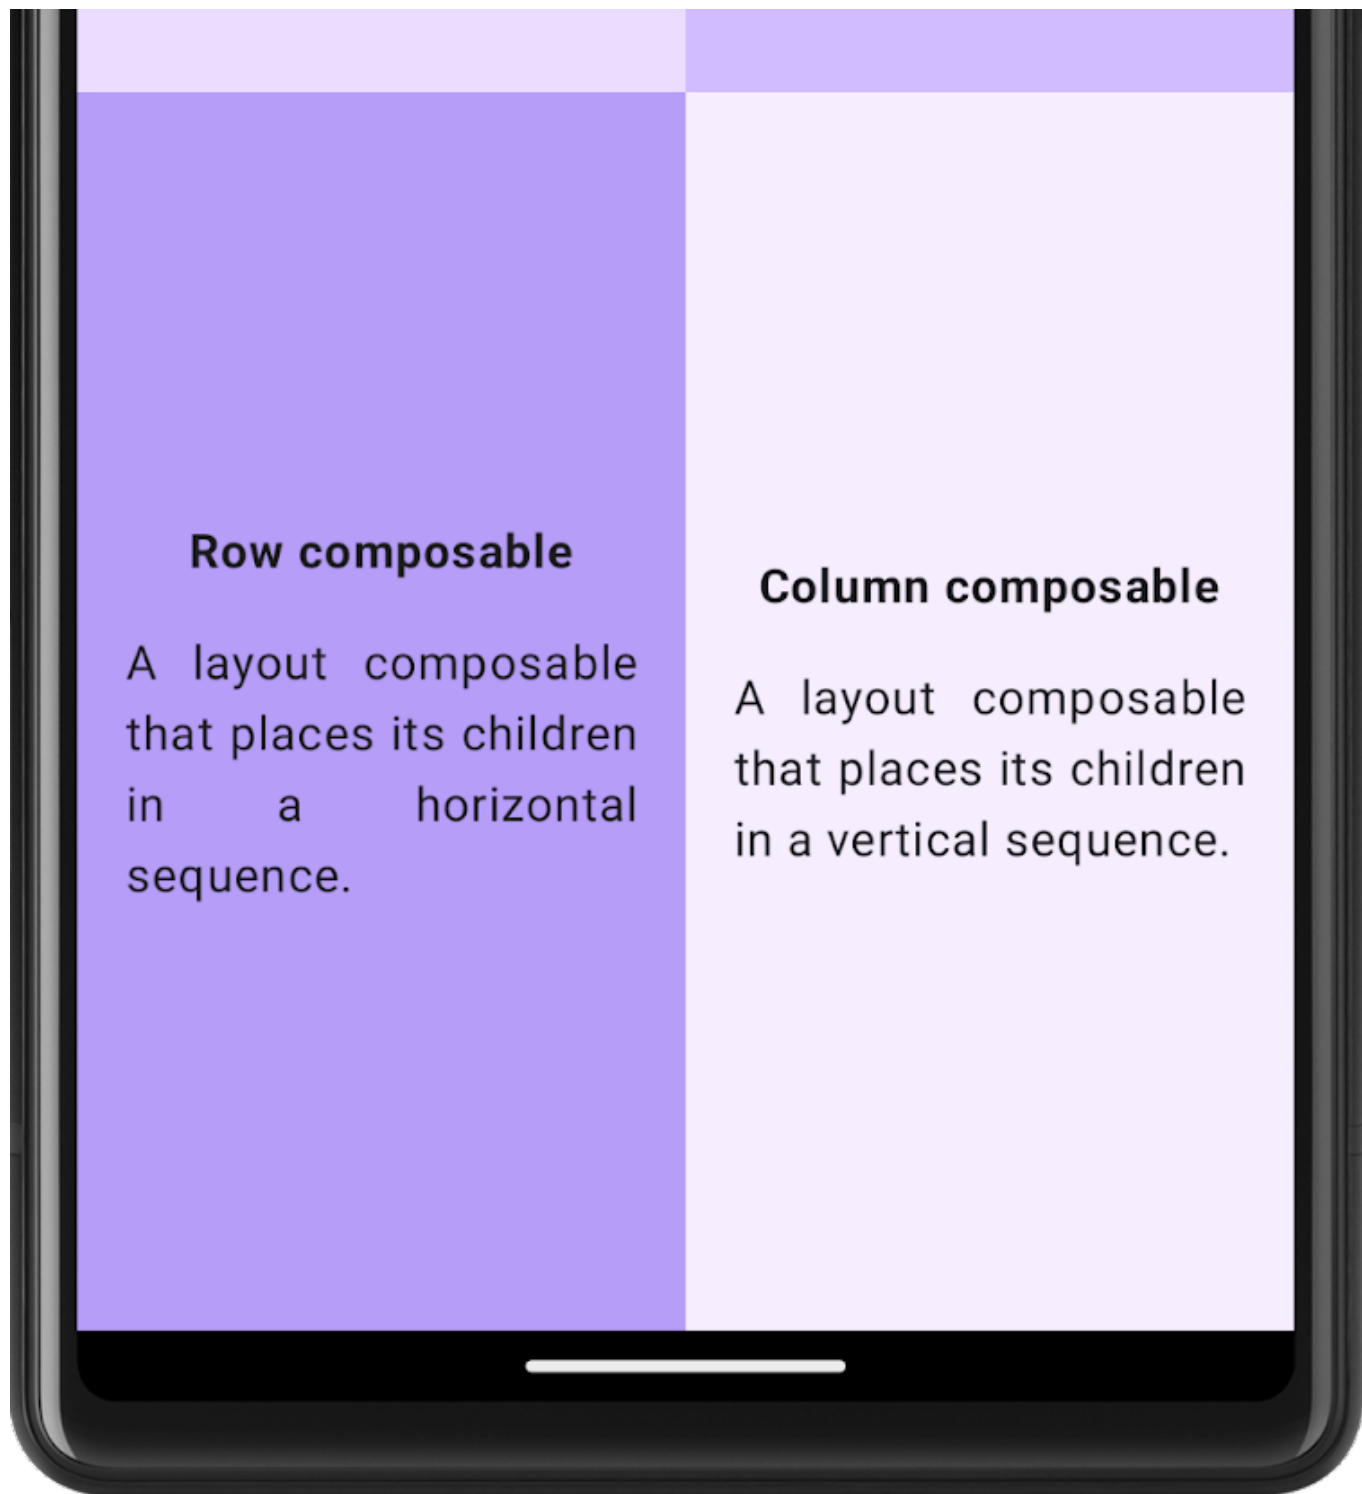 Row composable
A layout composable
that places its children
in a horizontal
sequence.
Column composable
A layout composable
that places its children
in a vertical sequence.